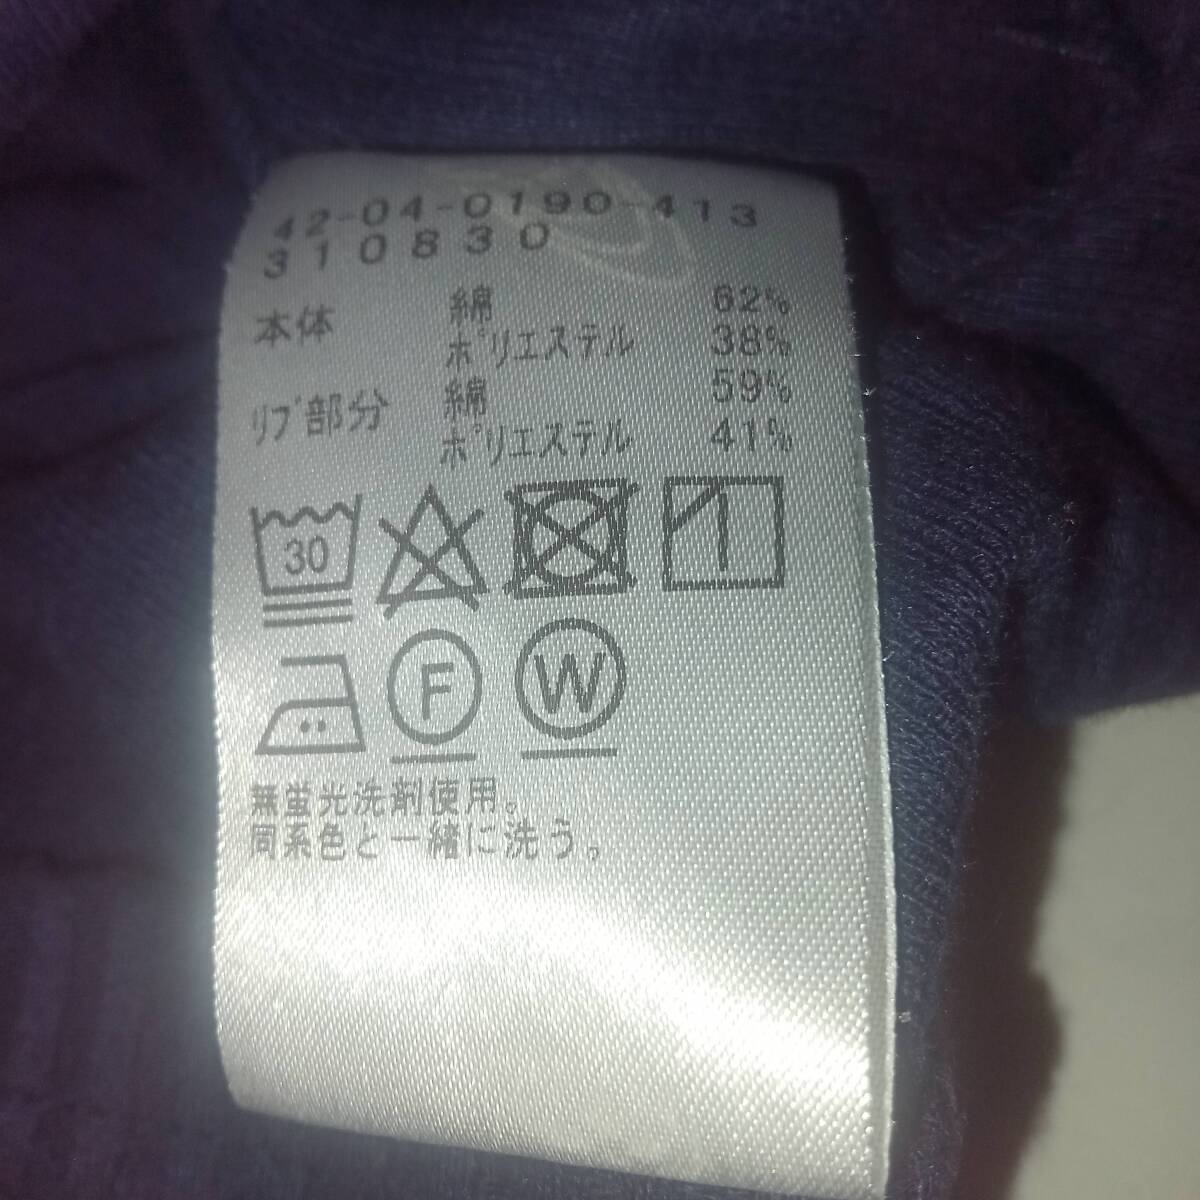 42-04-0190-413
310830
本体 綿 62%
ポリエステル 38%
リブ部分 綿 59%
ポリエステル 41%
30
F W
無蛍光洗剤使用。
同系色と一緒に洗う。